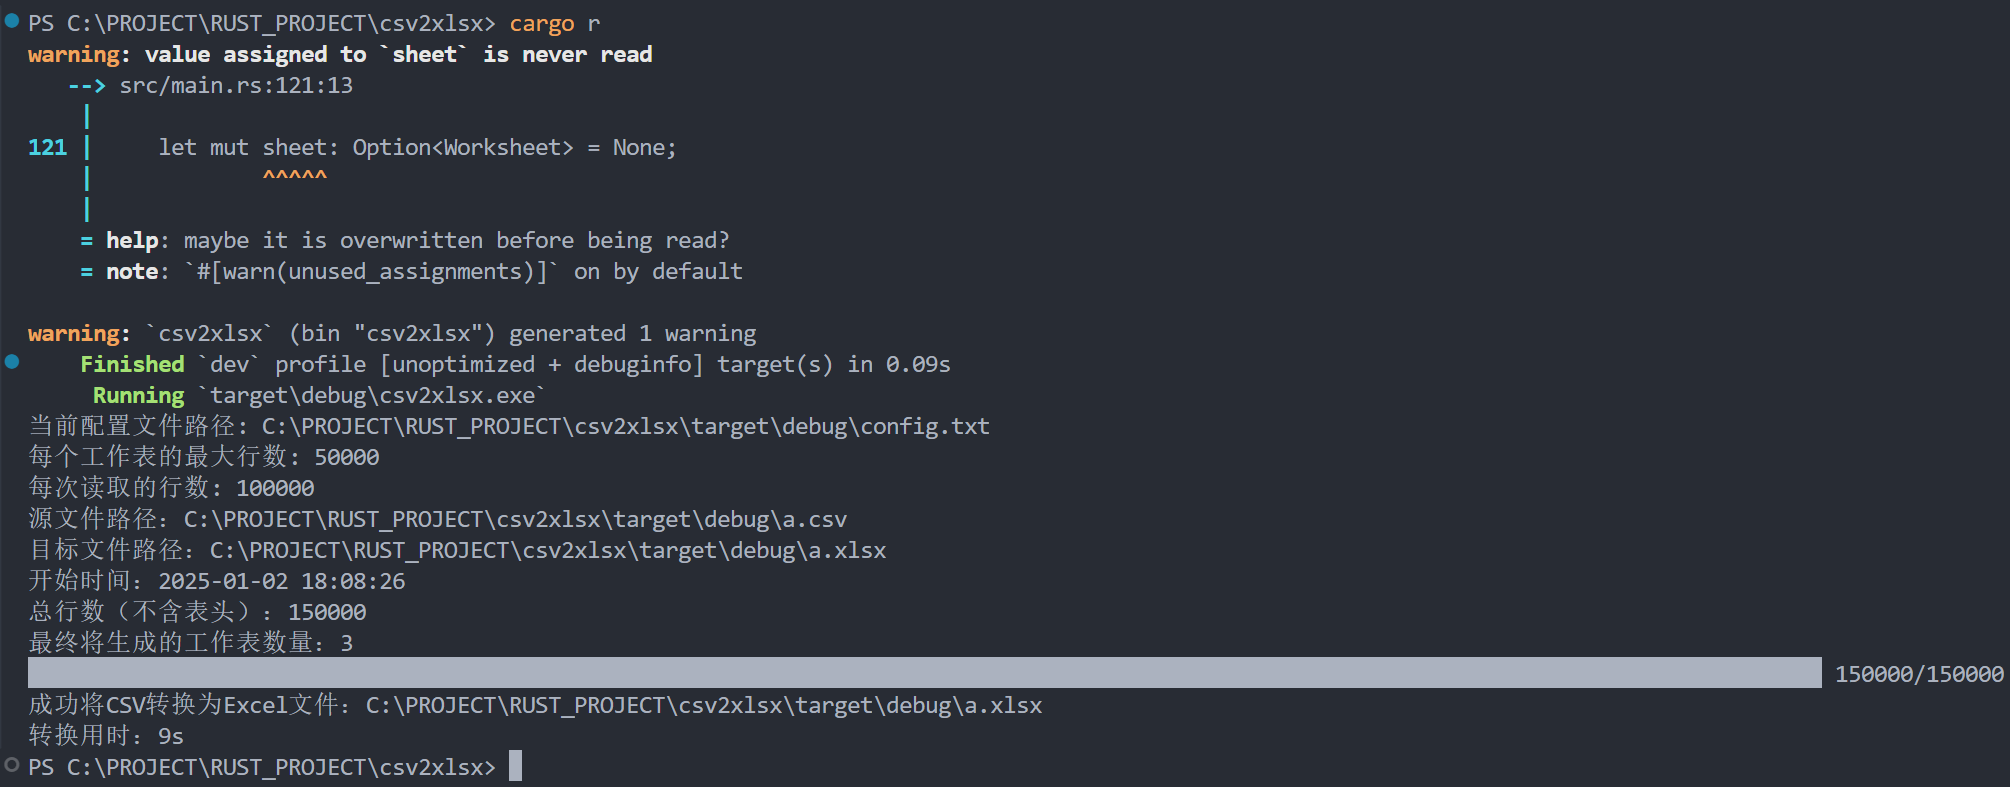 PS C:\PROJECT\RUST_PROJECT\csv2xlsx> cargo r
warning: value assigned to `sheet` is never read
   --> src/main.rs:121:13
    |
121 |     let mut sheet: Option<Worksheet> = None;
    |             ^^^^^
    |
    = help: maybe it is overwritten before being read?
    = note: `#[warn(unused_assignments)]` on by default

warning: `csv2xlsx` (bin "csv2xlsx") generated 1 warning
    Finished `dev` profile [unoptimized + debuginfo] target(s) in 0.09s
     Running `target\debug\csv2xlsx.exe`
当前配置文件路径: C:\PROJECT\RUST_PROJECT\csv2xlsx\target\debug\config.txt
每个工作表的最大行数: 50000
每次读取的行数: 100000
源文件路径：C:\PROJECT\RUST_PROJECT\csv2xlsx\target\debug\a.csv
目标文件路径：C:\PROJECT\RUST_PROJECT\csv2xlsx\target\debug\a.xlsx
开始时间：2025-01-02 18:08:26
总行数（不含表头）：150000
最终将生成的工作表数量：3
150000/150000
成功将CSV转换为Excel文件：C:\PROJECT\RUST_PROJECT\csv2xlsx\target\debug\a.xlsx
转换用时：9s
PS C:\PROJECT\RUST_PROJECT\csv2xlsx>